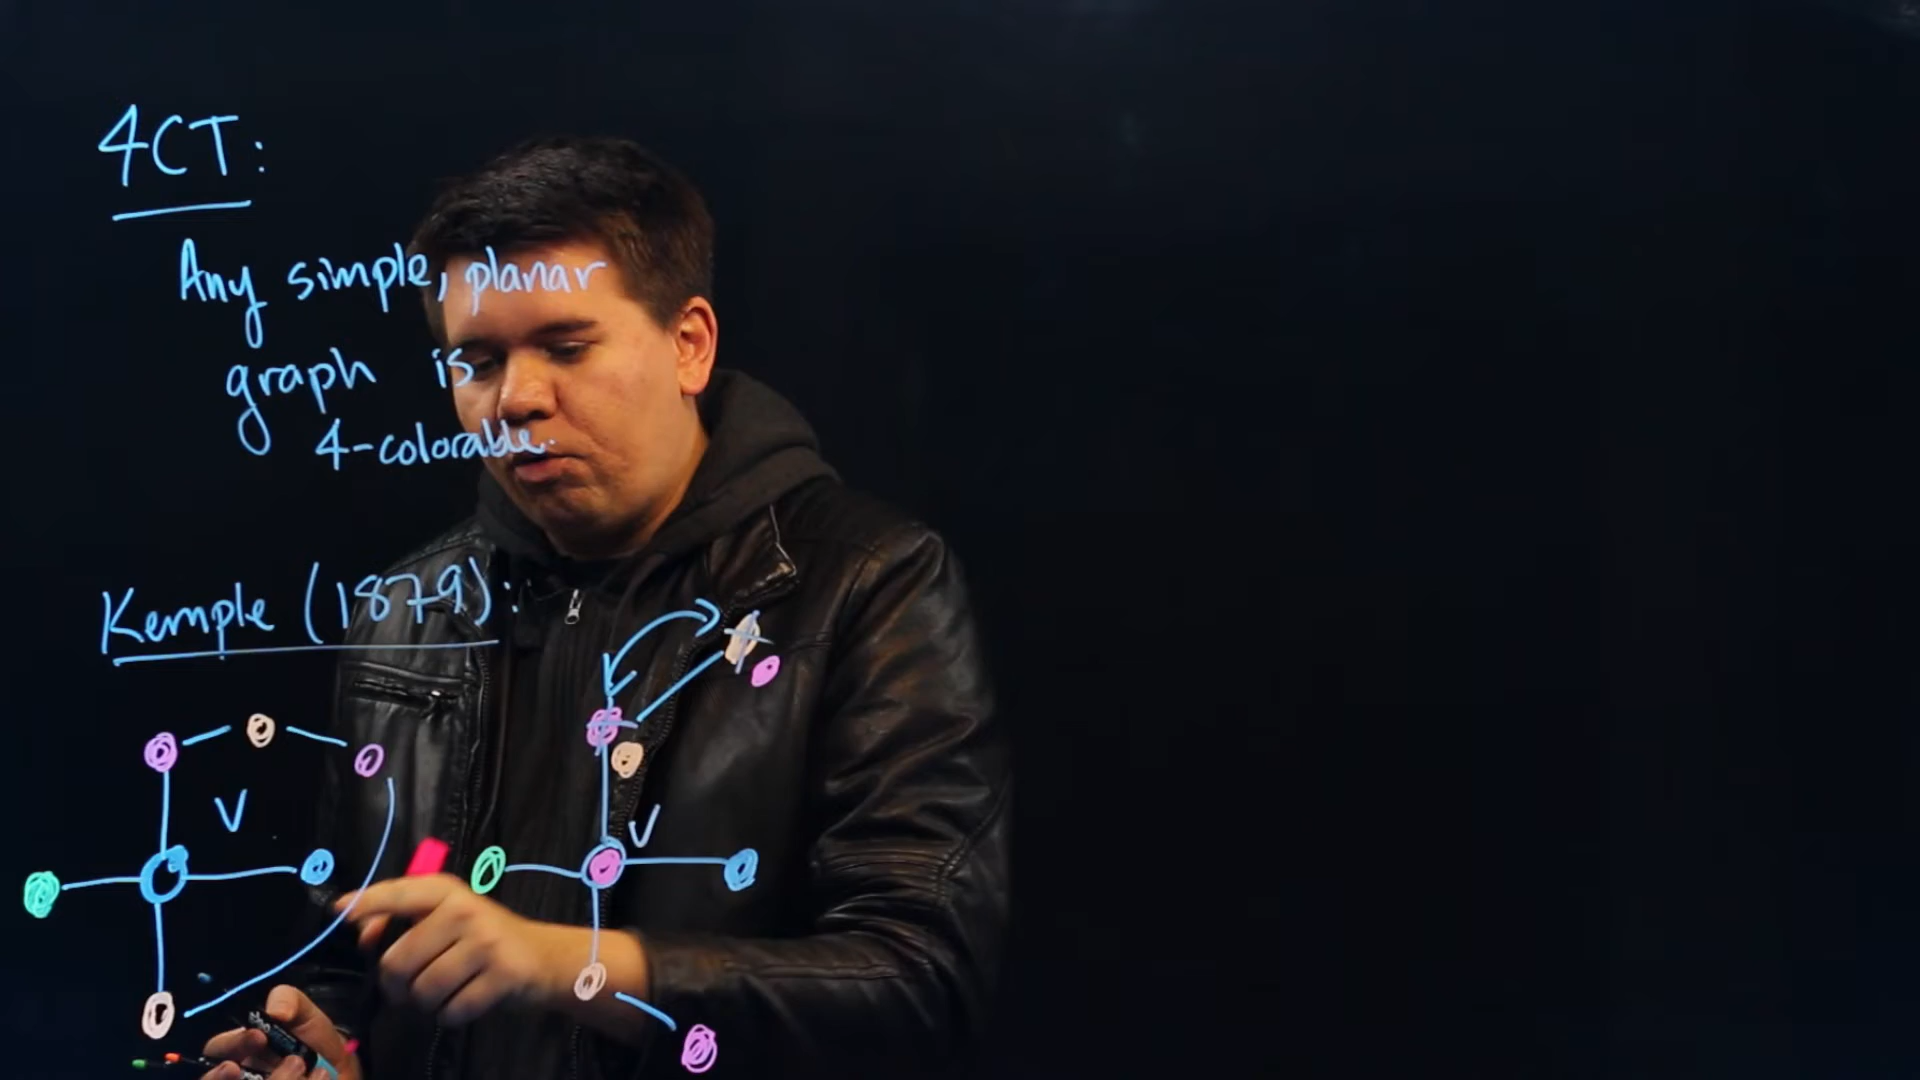 4CT:
Any simple, planar
graph is
4-colorable.
Kemple (1879):
V
V